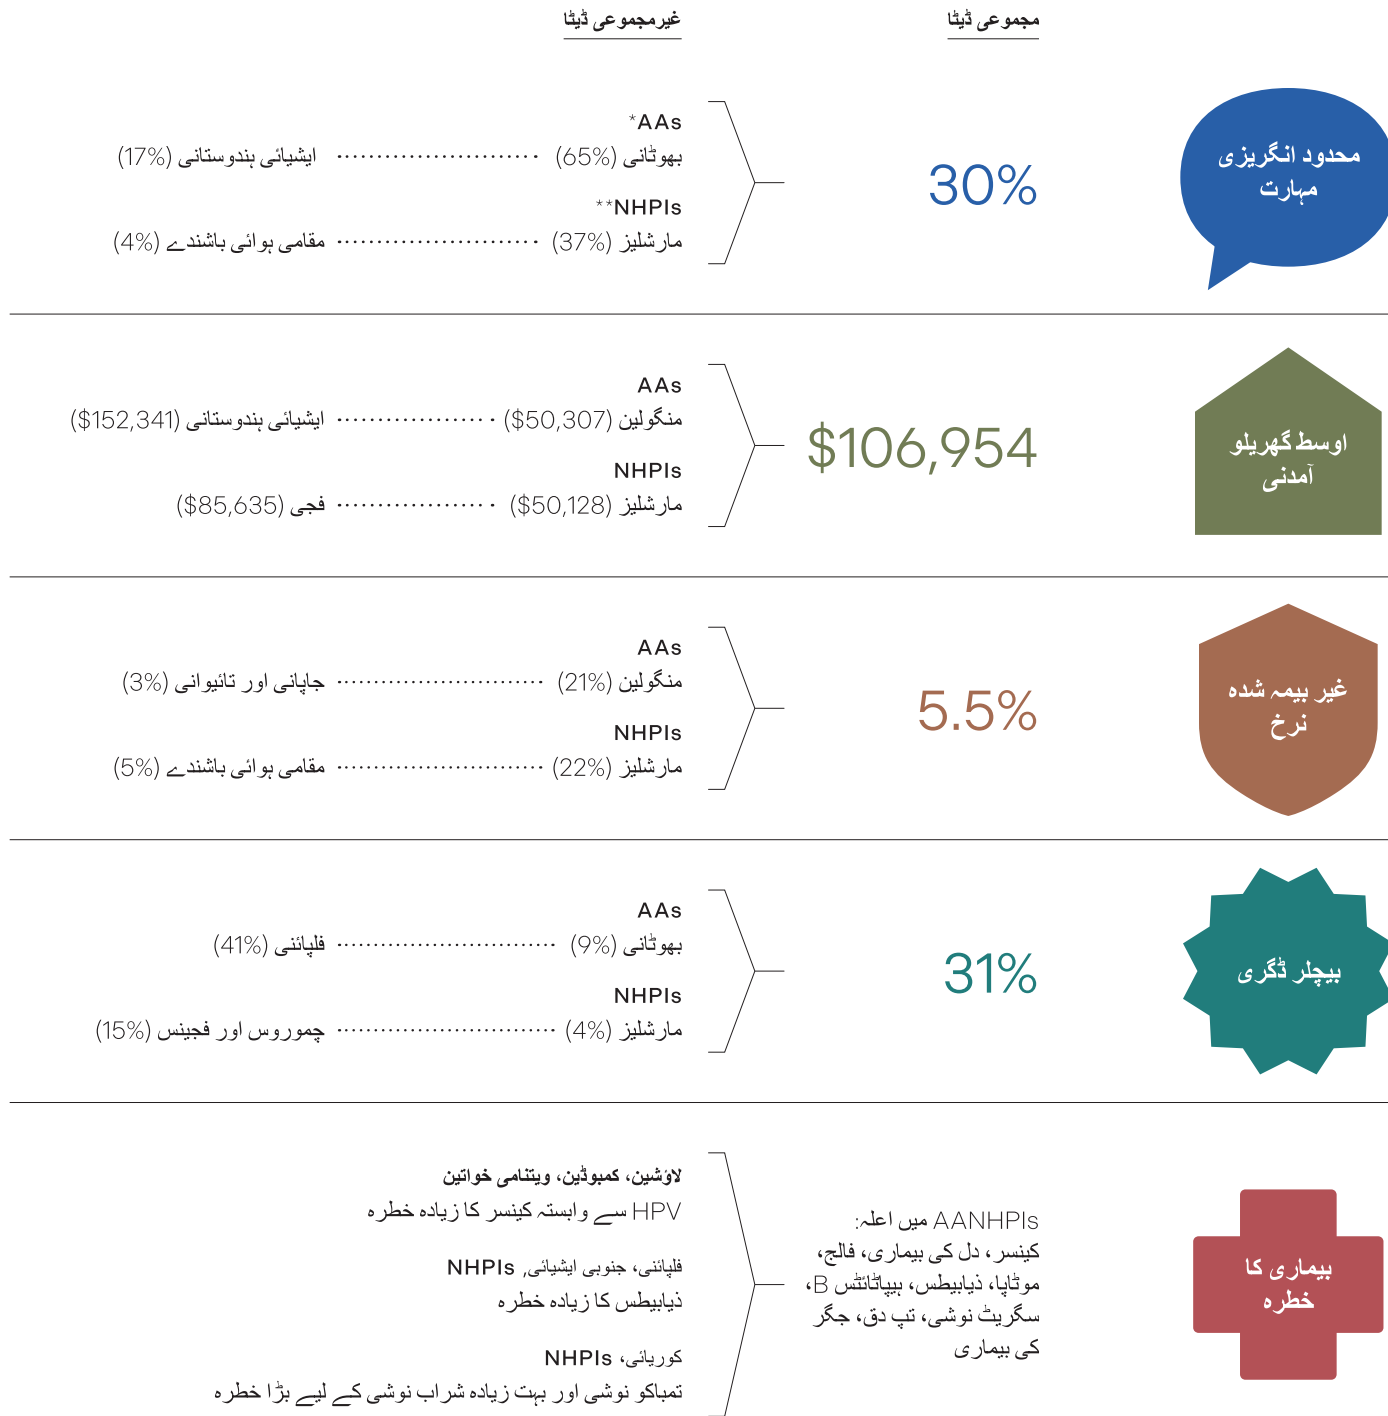 مجموعی ڈیٹا
غیرمجموعی ڈیٹا
محدود انگریزی
مہارت
30%
AAs*
بھوٹانی (65%) ........................ ایشیائی ہندوستانی (17%)
NHPIs**
مارشلیز (37%) ........................ مقامی ہوائی باشندے (4%)
اوسط گھریلو
آمدنی
$106,954
AAs
منگولین ($50,307) ................... ایشیائی ہندوستانی ($152,341)
NHPIs
مارشلیز ($50,128) ................... فجی ($85,635)
غیر بیمہ شدہ
نرخ
5.5%
AAs
منگولین (21%) ........................ جاپانی اور تائیوانی (3%)
NHPIs
مارشلیز (22%) ........................ مقامی ہوائی باشندے (5%)
بیچلر ڈگری
31%
AAs
بھوٹانی (9%) ........................ فلپائنی (41%)
NHPIs
مارشلیز (4%) ........................ چموروس اور فجینس (15%)
بیماری کا
خطرہ
AANHPIs میں اعلہ:
کینسر، دل کی بیماری، فالج،
موٹاپا، ذیابیطس، ہیپاٹائٹس B،
سگریٹ نوشی، تپ دق، جگر
کی بیماری
لاؤشین، کمبوڈین، ویتنامی خواتین
HPV سے وابستہ کینسر کا زیادہ خطرہ
فلپائنی، جنوبی ایشیائی, NHPIs
ذیابیطس کا زیادہ خطرہ
کوریائی، NHPIs
تمباکو نوشی اور بہت زیادہ شراب نوشی کے لیے بڑا خطرہ